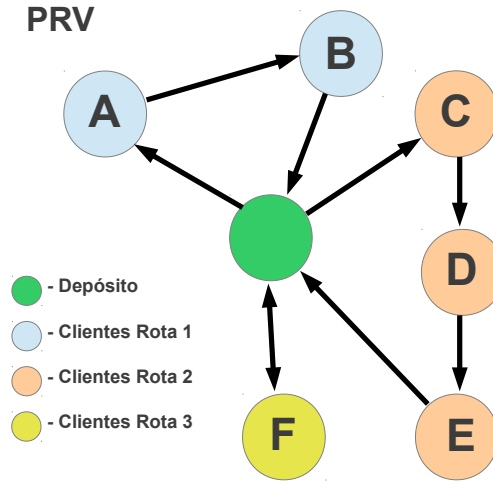 PRV
B
A
C
D
- Depósito
- Clientes Rota 1
- Clientes Rota 2
- Clientes Rota 3
F
E